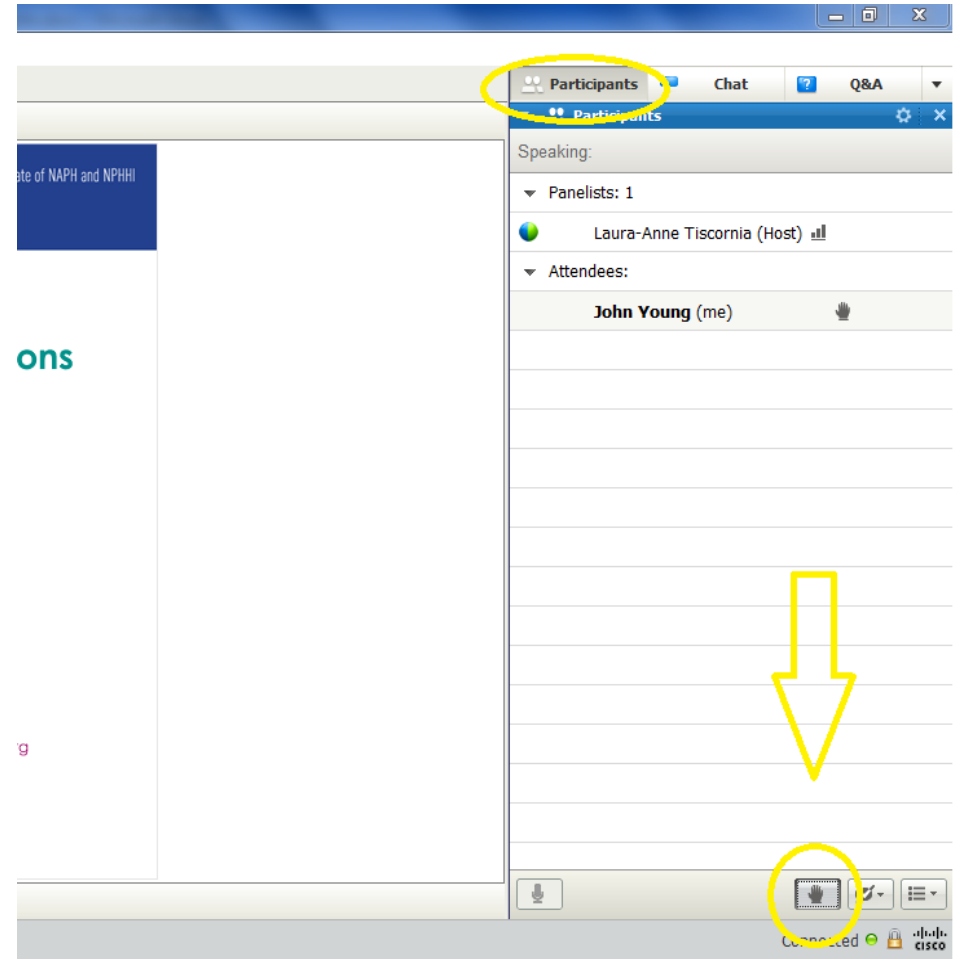 Participants Chat Q&A
Participants
Speaking:
ate of NAPH and NPHHI
Panelists: 1
Laura-Anne Tiscornia (Host)
Attendees:
John Young (me)
ons
rg
Connected
CISCO